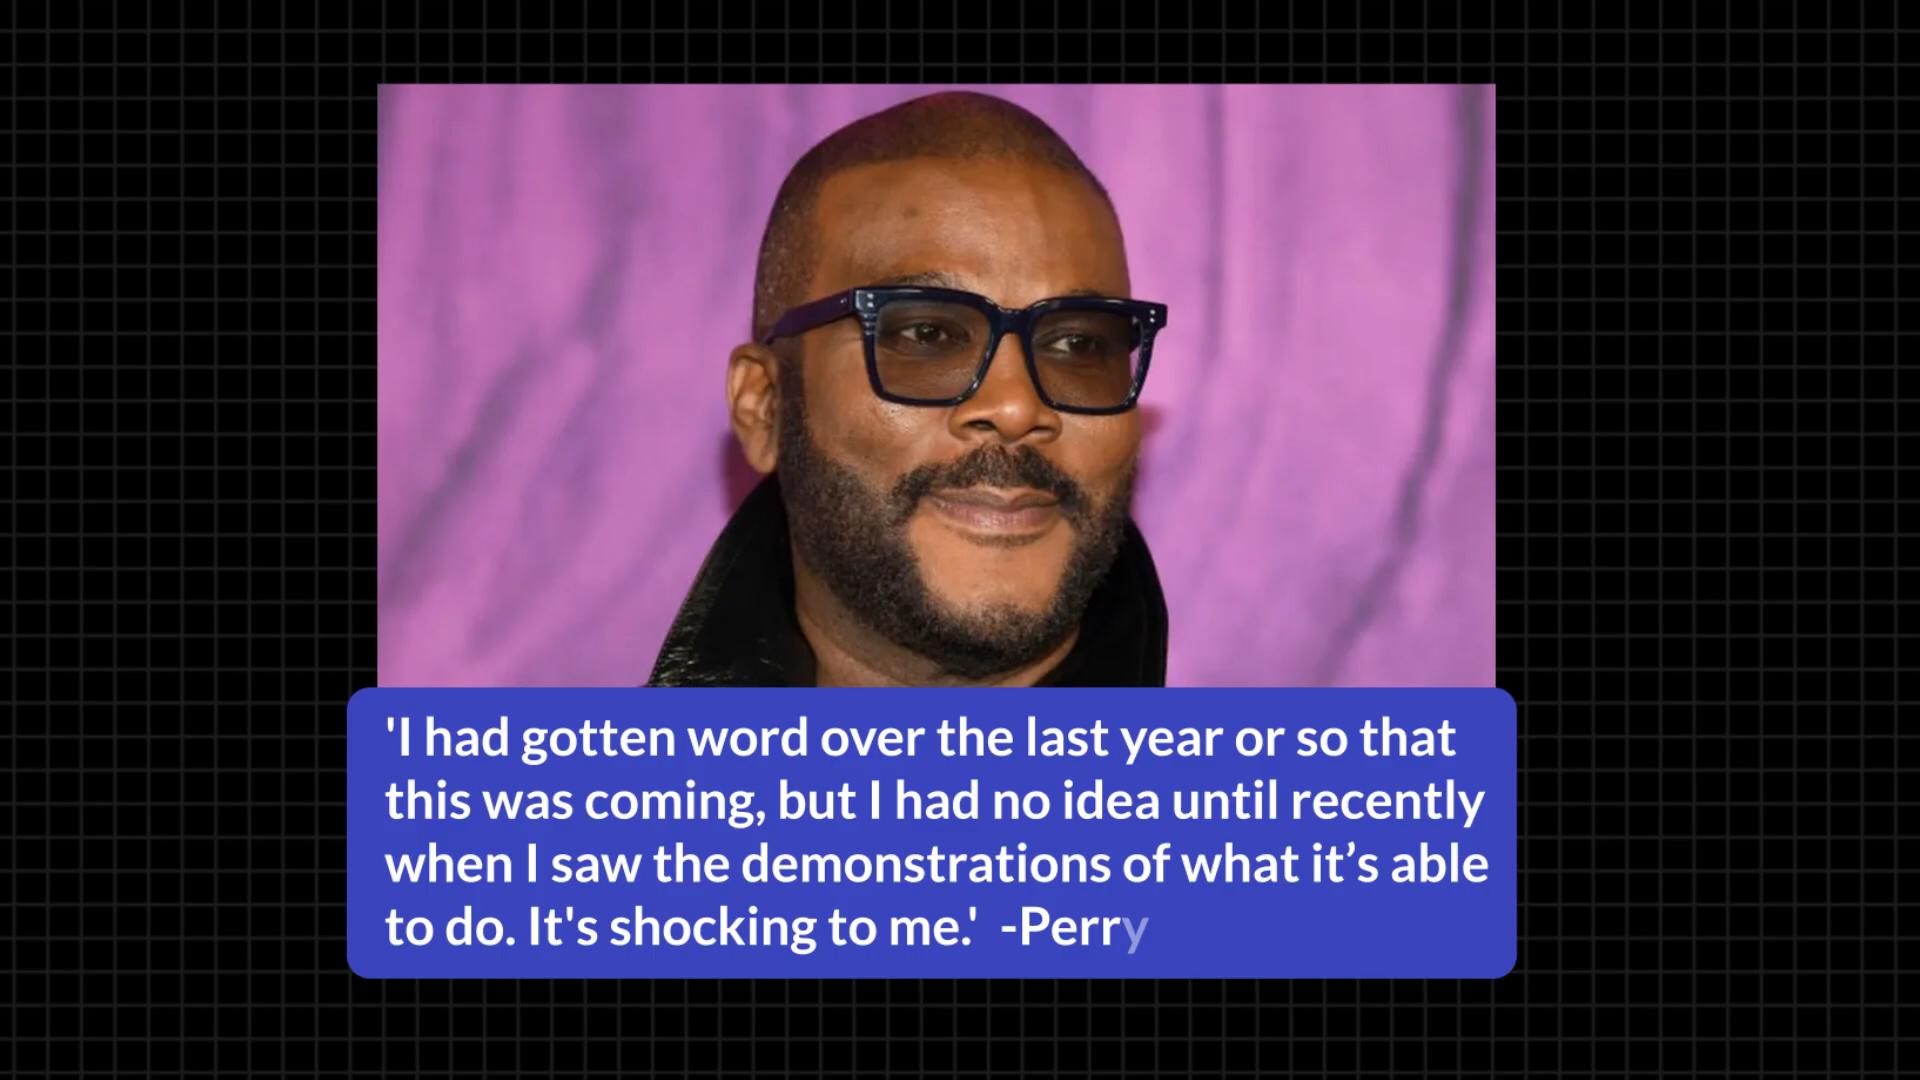 'I had gotten word over the last year or so that
this was coming, but I had no idea until recently
when I saw the demonstrations of what it’s able
to do. It's shocking to me.'  -Perry